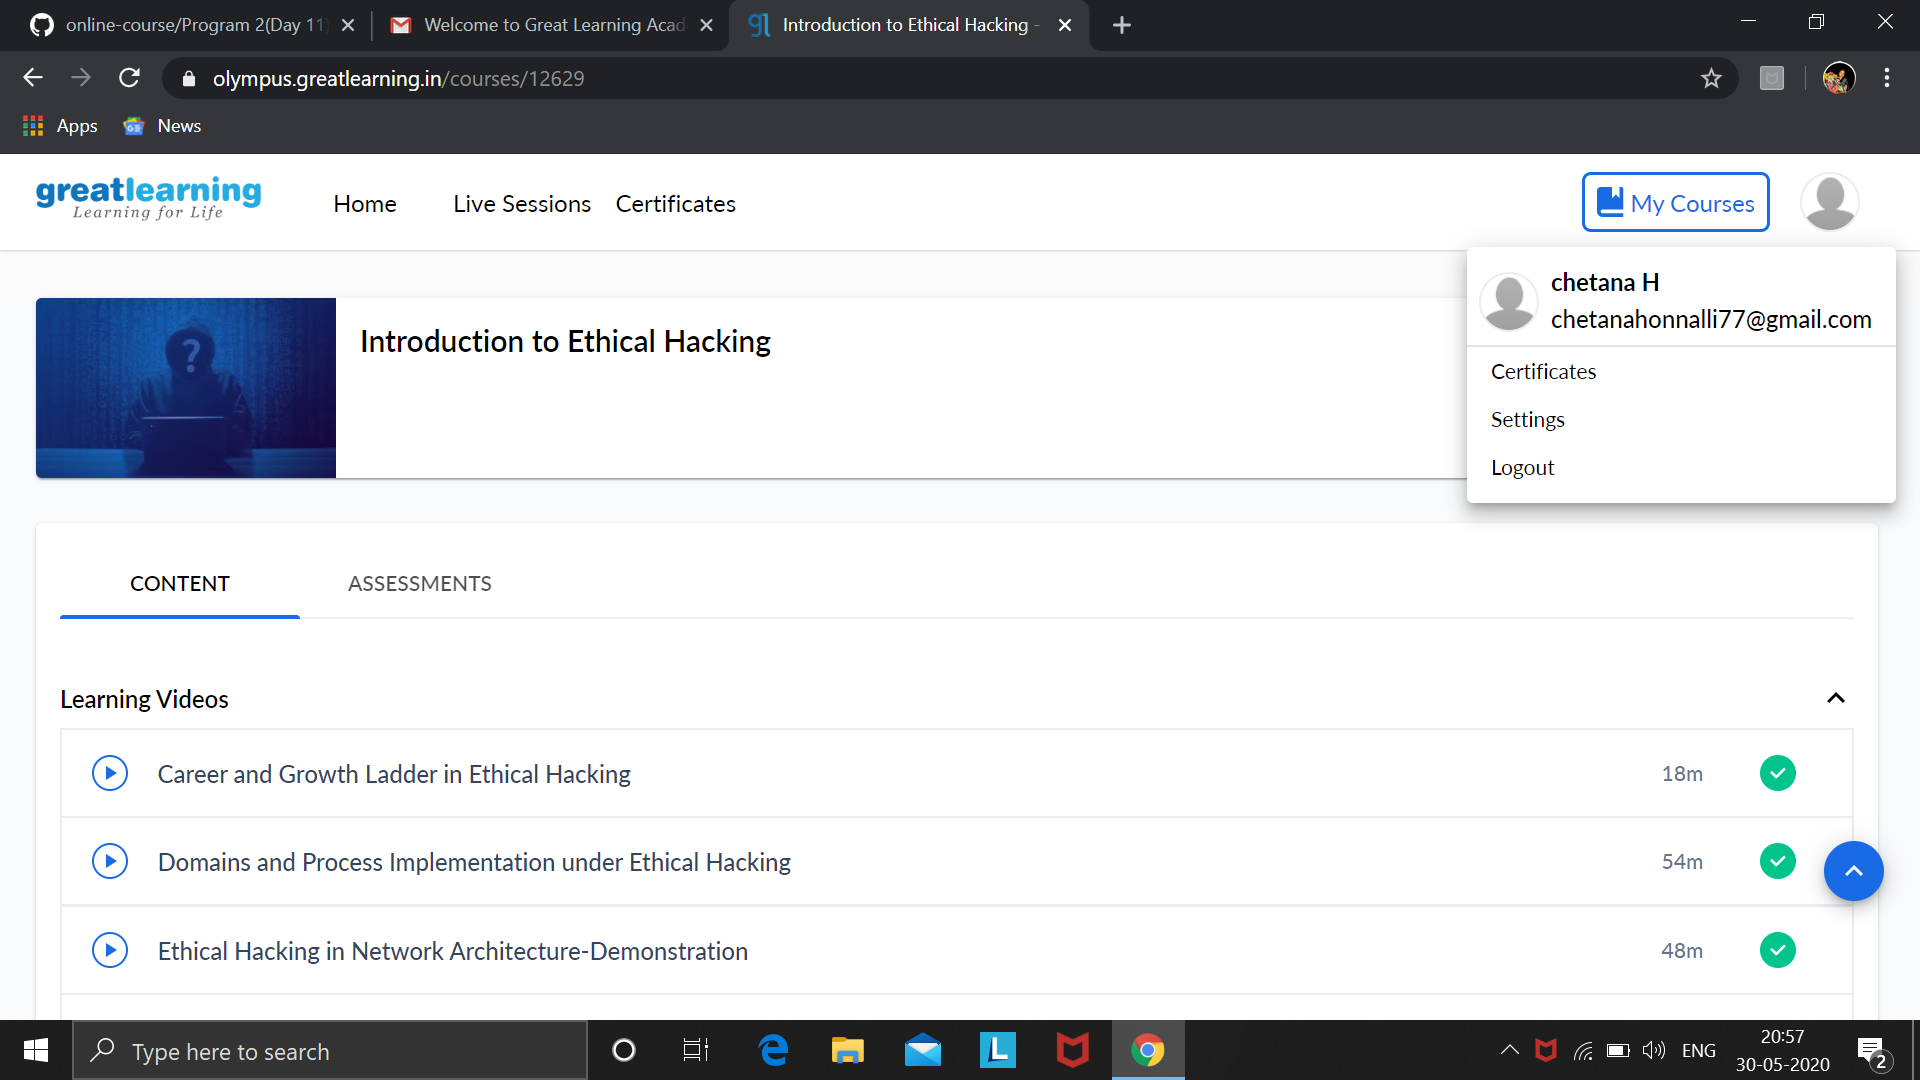 online-course/Program 2(Day 11)
Welcome to Great Learning Acad
gl Introduction to Ethical Hacking -
olympus.greatlearning.in/courses/12629
Apps
News
greatlearning
Learning for Life
Home
Live Sessions
Certificates
My Courses
chetana H
chetanahonnalli77@gmail.com
Certificates
Settings
Logout
?
Introduction to Ethical Hacking
CONTENT
ASSESSMENTS
Learning Videos
Career and Growth Ladder in Ethical Hacking
18m
Domains and Process Implementation under Ethical Hacking
54m
Ethical Hacking in Network Architecture-Demonstration
48m
Type here to search
L
ENG
20:57
30-05-2020
2